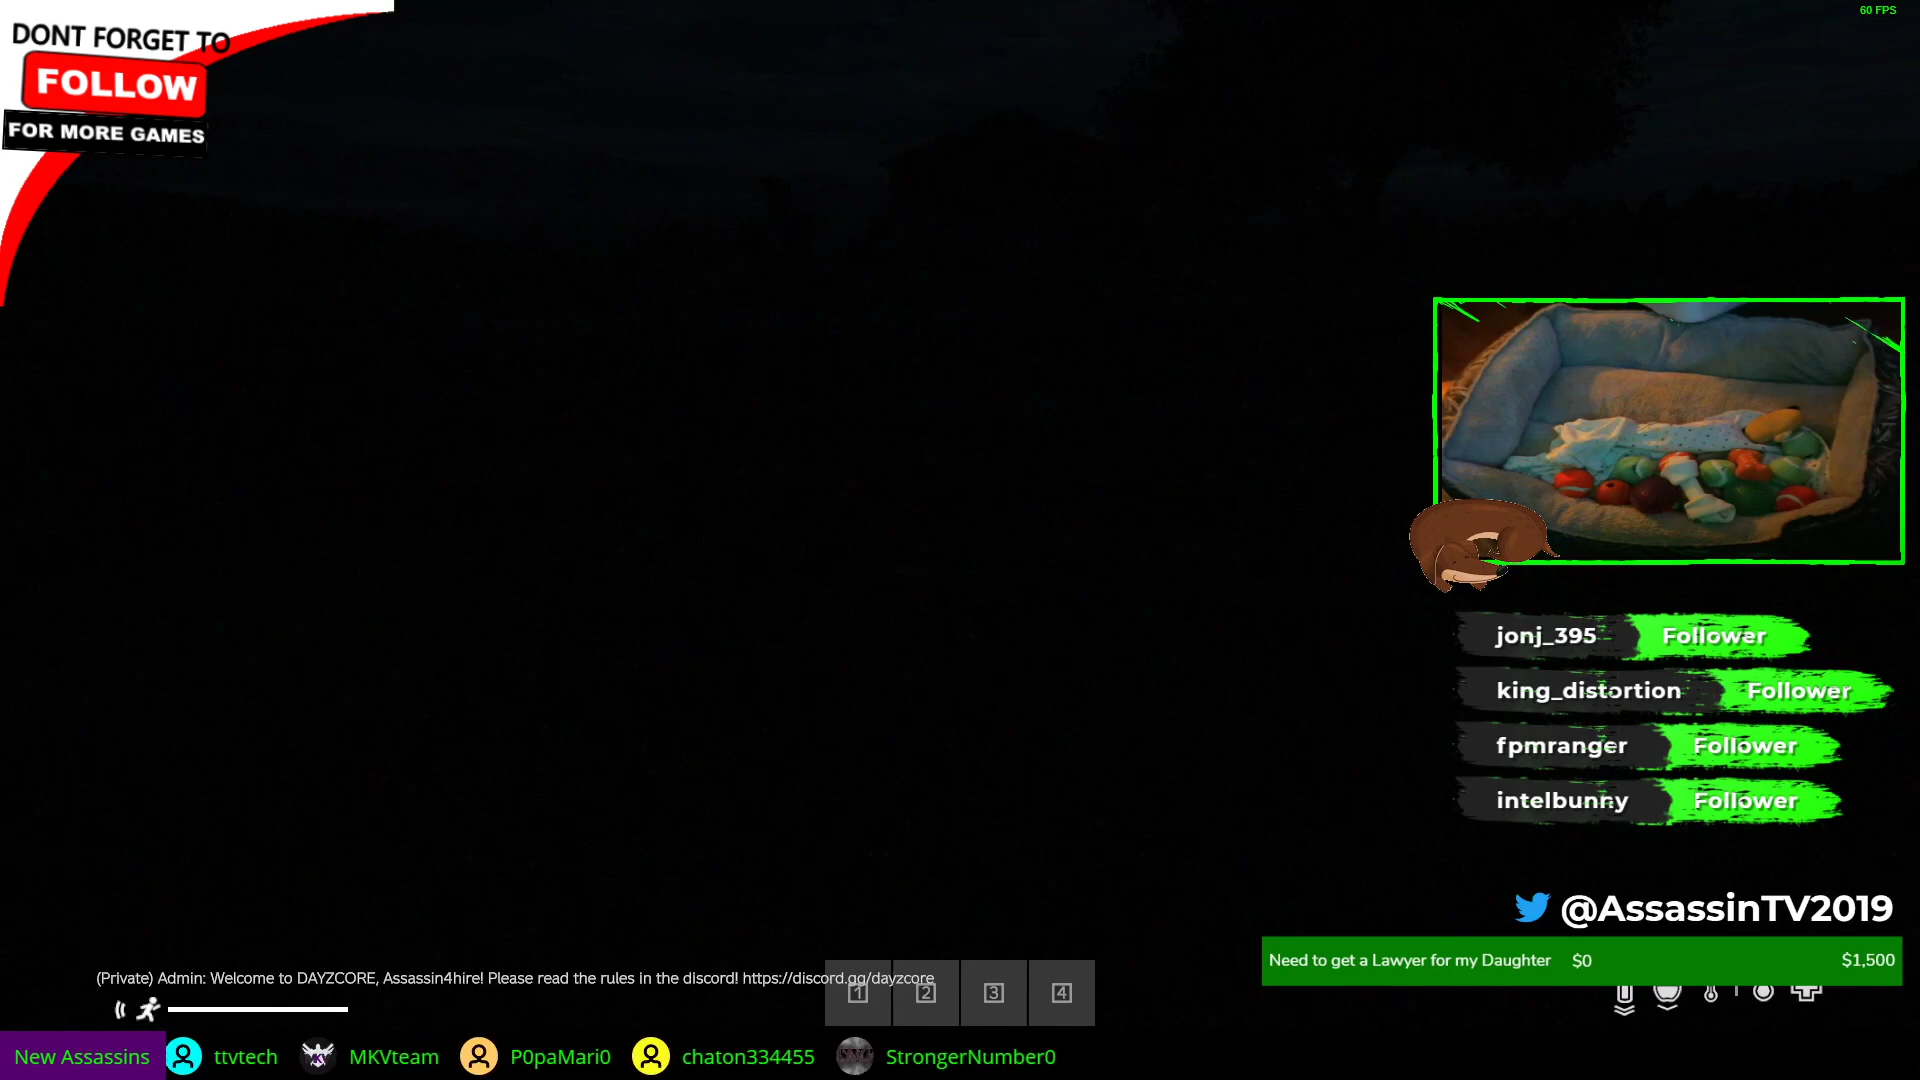 60 FPS
DONT FORGET TO
FOLLOW
FOR MORE GAMES
jonj_395 Follower
king_distortion Follower
fpmranger Follower
intelbunny Follower
@AssassinTV2019
Need to get a Lawyer for my Daughter $0 $1,500
(Private) Admin: Welcome to DAYZCORE, Assassin4hire! Please read the rules in the discord! https://discord.gg/dayzcore
1 2 3 4
New Assassins ttvtech MKVteam P0paMari0 chaton334455 StrongerNumber0